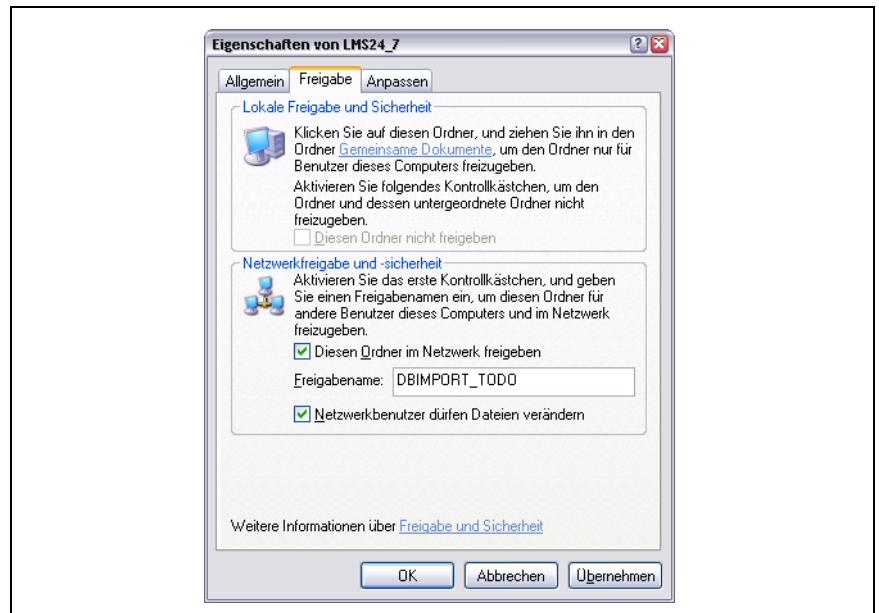 Eigenschaften von LMS24_7
Allgemein Freigabe Anpassen
Lokale Freigabe und Sicherheit
Klicken Sie auf diesen Ordner, und ziehen Sie ihn in den
Ordner Gemeinsame Dokumente, um den Ordner nur für
Benutzer dieses Computers freizugeben.
Aktivieren Sie folgendes Kontrollkästchen, um den
Ordner und dessen untergeordnete Ordner nicht
freizugeben.
Diesen Ordner nicht freigeben
Netzwerkfreigabe und -sicherheit
Aktivieren Sie das erste Kontrollkästchen, und geben
Sie einen Freigabenamen ein, um diesen Ordner für
andere Benutzer dieses Computers und im Netzwerk
freizugeben.
Diesen Ordner im Netzwerk freigeben
Freigabename: DBIMPORT_TODO
Netzwerkbenutzer dürfen Dateien verändern
Weitere Informationen über Freigabe und Sicherheit
OK Abbrechen Übernehmen